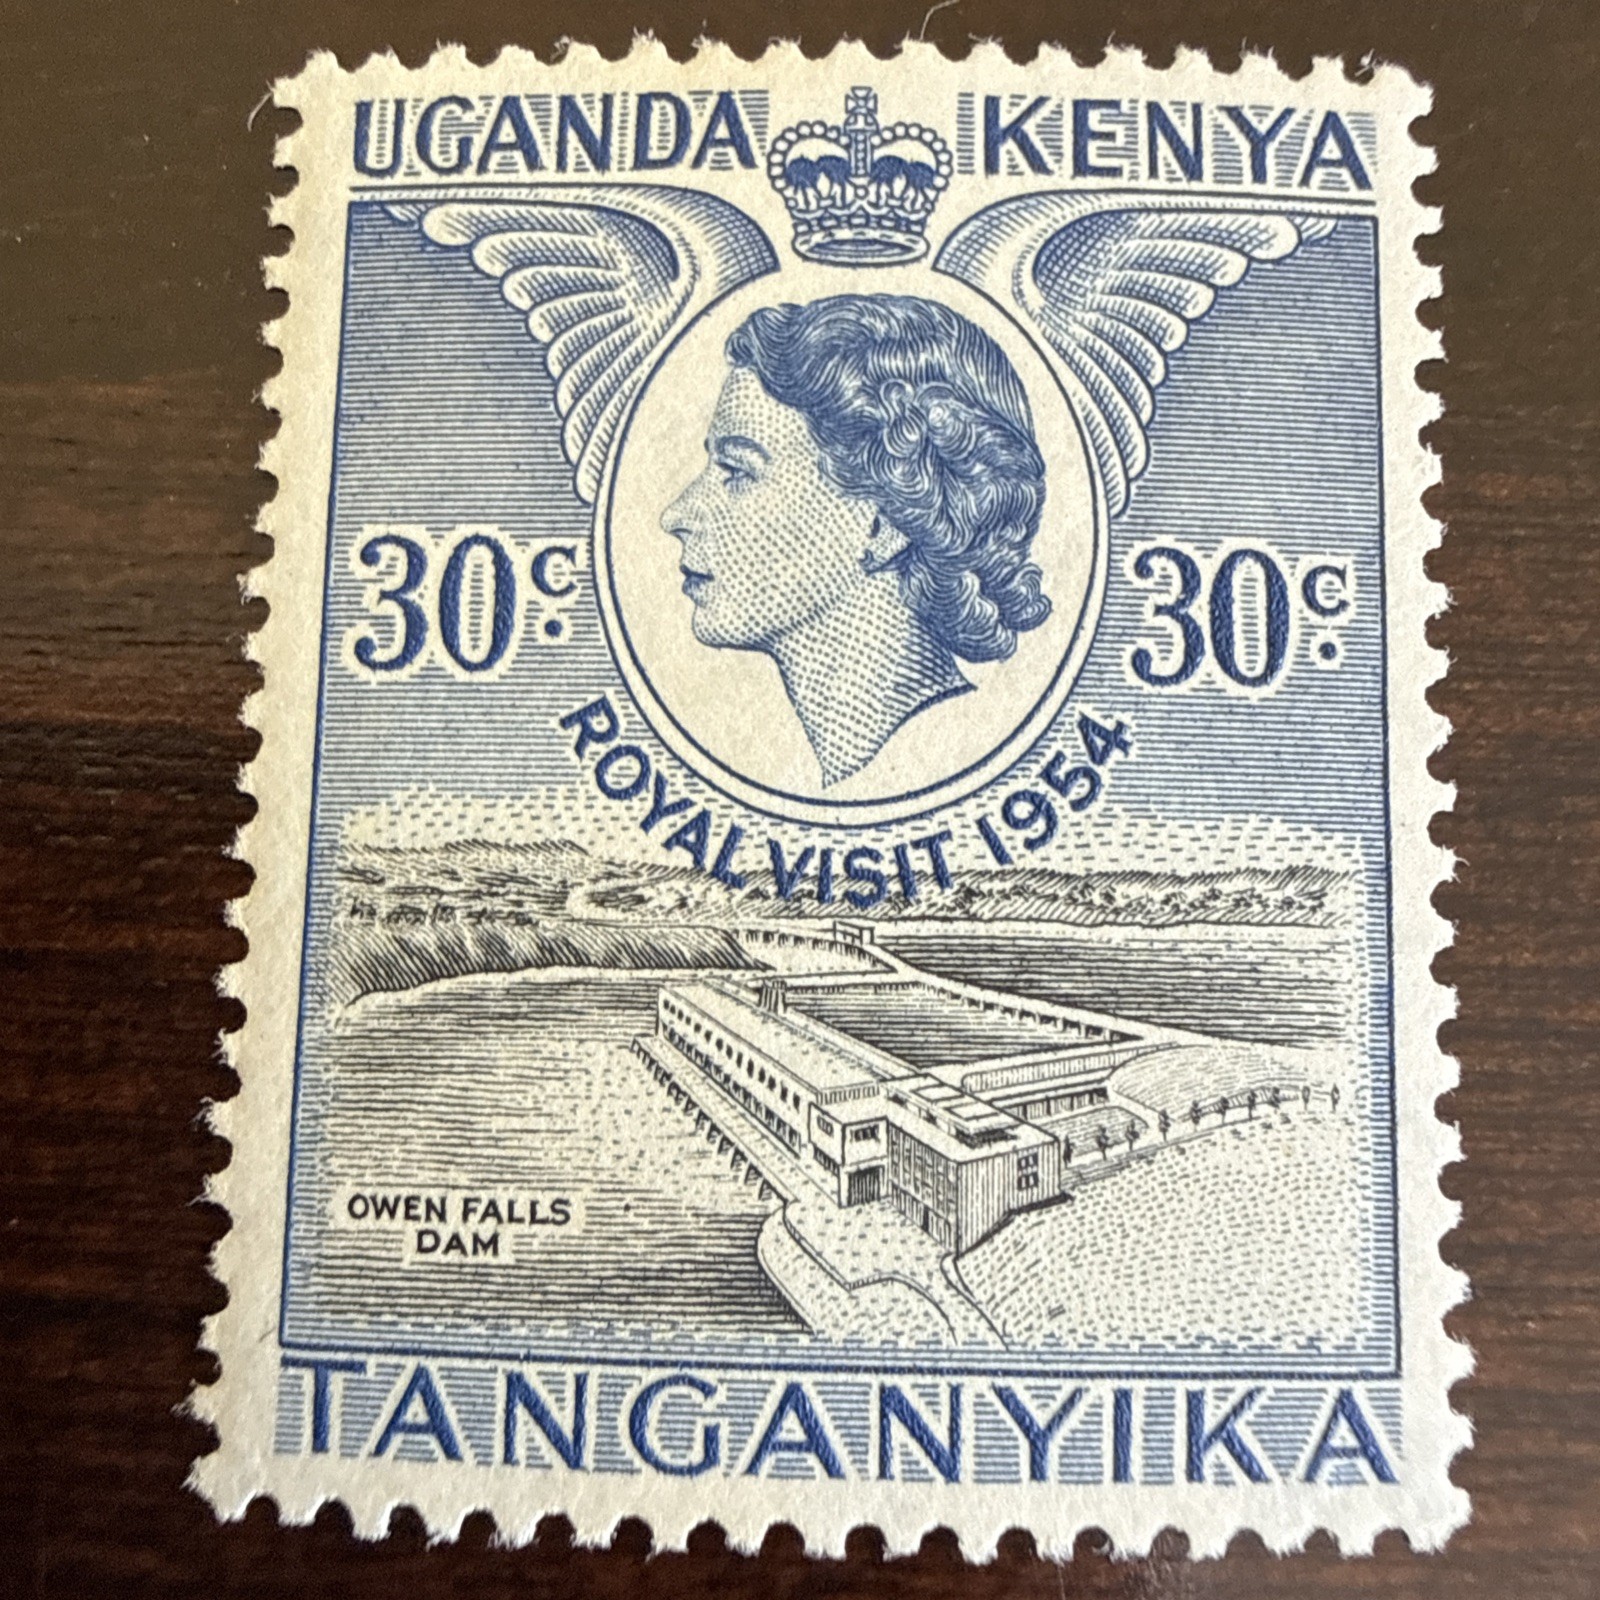 UGANDA KENYA
30c. 30c.
ROYAL VISIT 1954
OWEN FALLS
DAM
TANGANYIKA